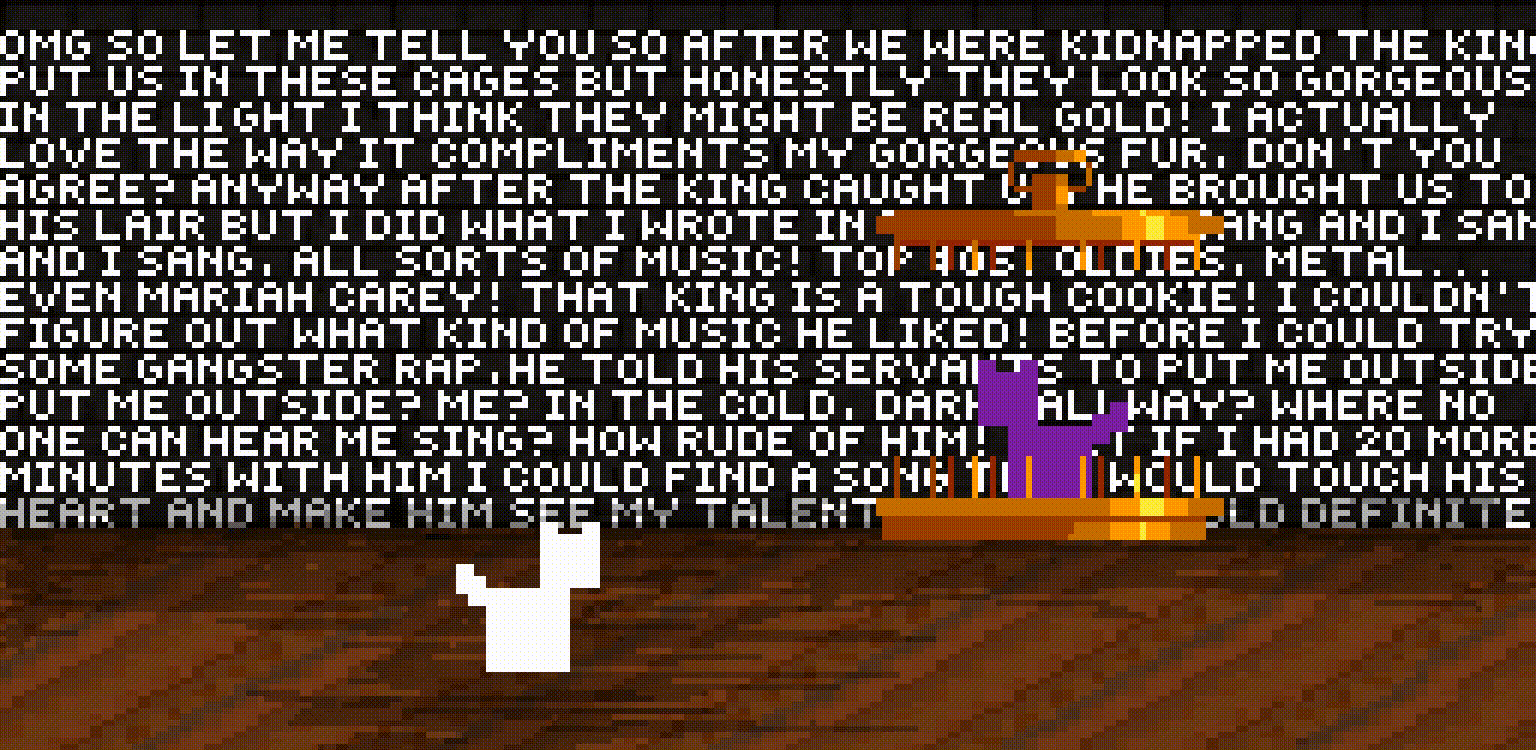 OMG SO LET ME TELL YOU SO AFTER WE WERE KIDNAPPED THE KIN
PUT US IN THESE CAGES BUT HONESTLY THEY LOOK SO GORGEOUS
IN THE LIGHT I THINK THEY MIGHT BE REAL GOLD! I ACTUALLY
LOVE THE WAY IT COMPLIMENTS MY GORGEOUS FUR, DON'T YOU
AGREE? ANYWAY AFTER THE KING CAUGHT HE BROUGHT US TO
HIS LAIR BUT I DID WHAT I WROTE IN ANG AND I SAN
AND I SANG, ALL SORTS OF MUSIC! TOP 40S, OLDIES, METAL...
EVEN MARIAH CAREY! THAT KING IS A TOUGH COOKIE! I COULDN'T
FIGURE OUT WHAT KIND OF MUSIC HE LIKED! BEFORE I COULD TRY
SOME GANGSTER RAP,HE TOLD HIS SERVANTS TO PUT ME OUTSIDE
PUT ME OUTSIDE? ME? IN THE COLD, DARK WAY? WHERE NO
ONE CAN HEAR ME SING? HOW RUDE OF HIM! IF I HAD 20 MORE
MINUTES WITH HIM I COULD FIND A SONG WOULD TOUCH HIS
HEART AND MAKE HIM SEE MY TALENT DEFINITE